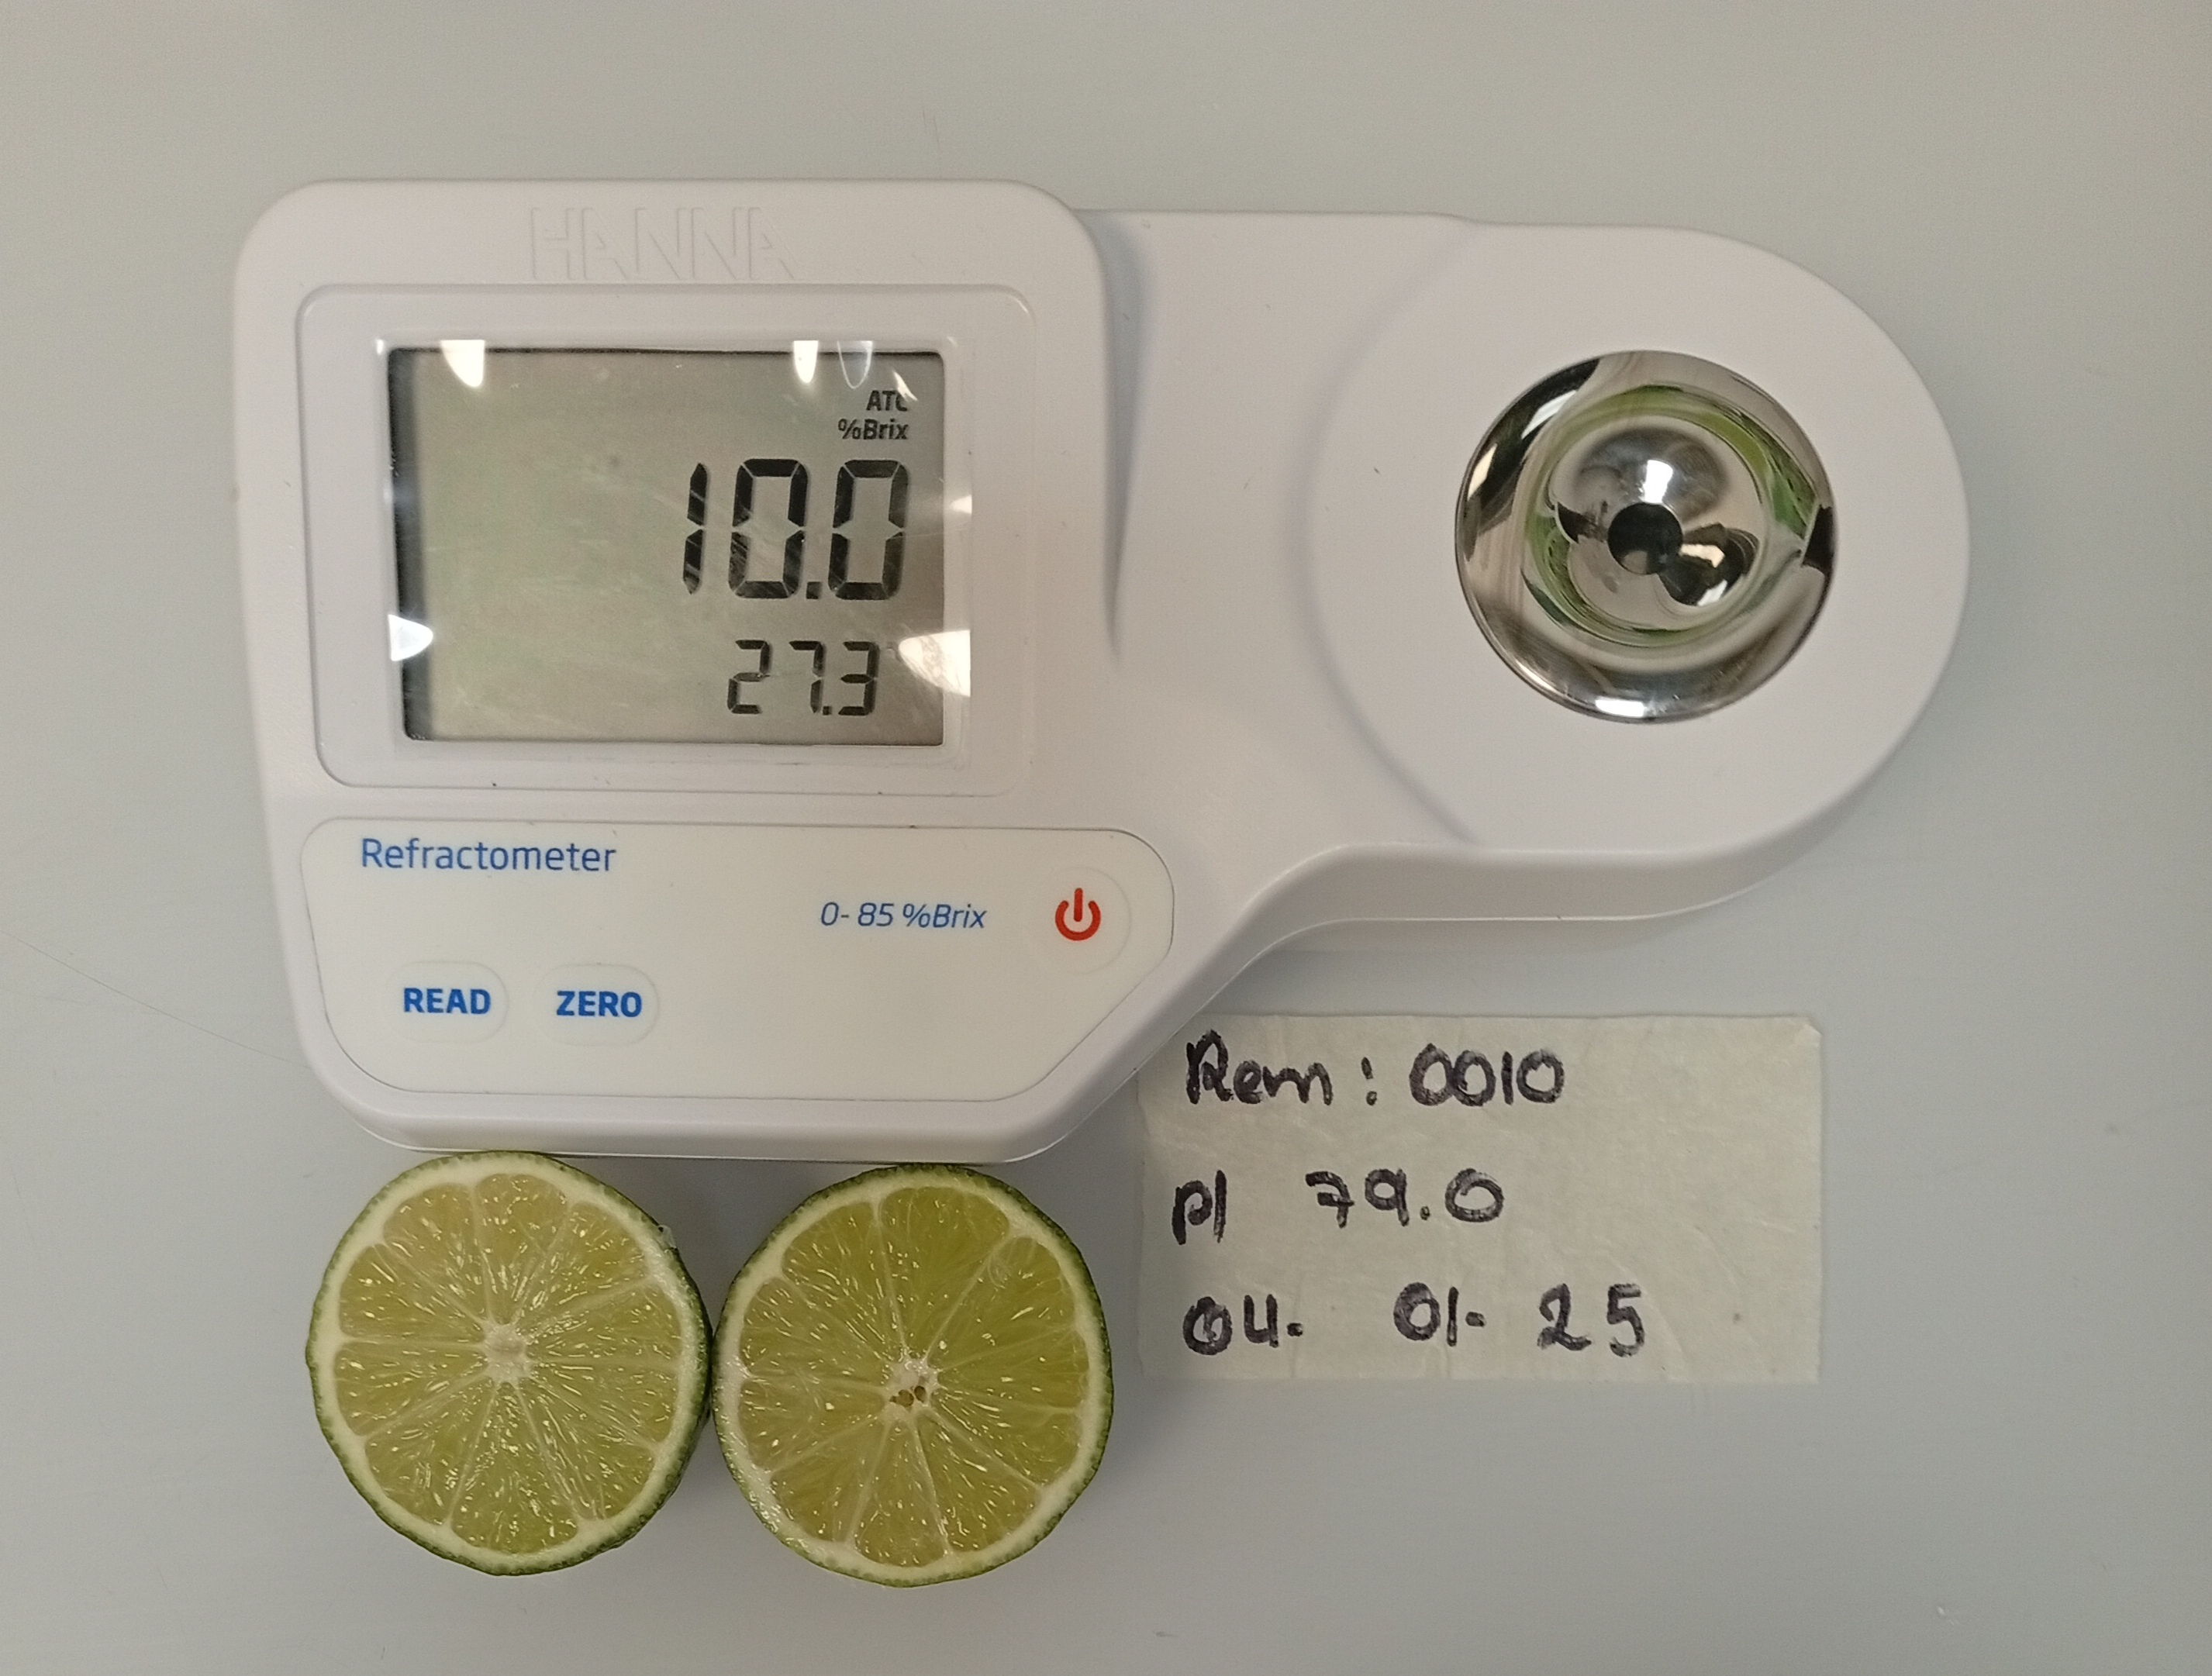 HANNA
ATC
%Brix
10.0
27.3
Refractometer
0-85 %Brix
READ ZERO
Rem: 0010
pl 79.0
04. 01- 25